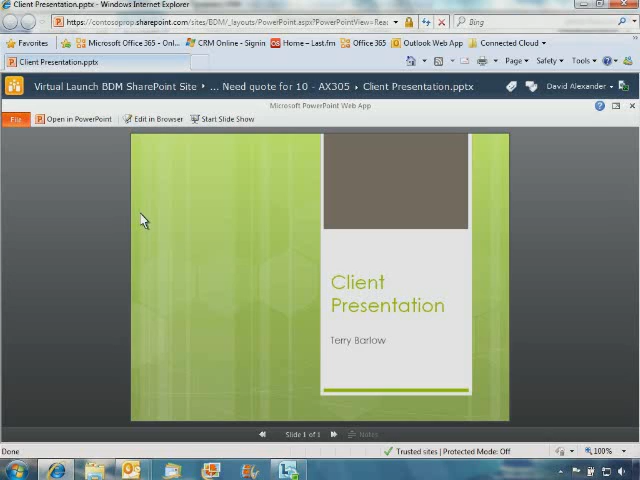 Client Presentation.pptx - Windows Internet Explorer
https://contosoprop.sharepoint.com/sites/BDM/_layouts/PowerPoint.aspx?PowerPointView=Rea
Bing
Favorites Microsoft Office 365 - Onl... CRM Online - Signin Home - Last.fm Office 365 Outlook Web App Connected Cloud
Client Presentation.pptx Page Safety Tools
Virtual Launch BDM SharePoint Site ... Need quote for 10 - AX305 Client Presentation.pptx David Alexander
Microsoft PowerPoint Web App
File Open in PowerPoint Edit in Browser Start Slide Show
Client
Presentation
Terry Barlow
Slide 1 of 1 Notes
Done Trusted sites | Protected Mode: Off 100%